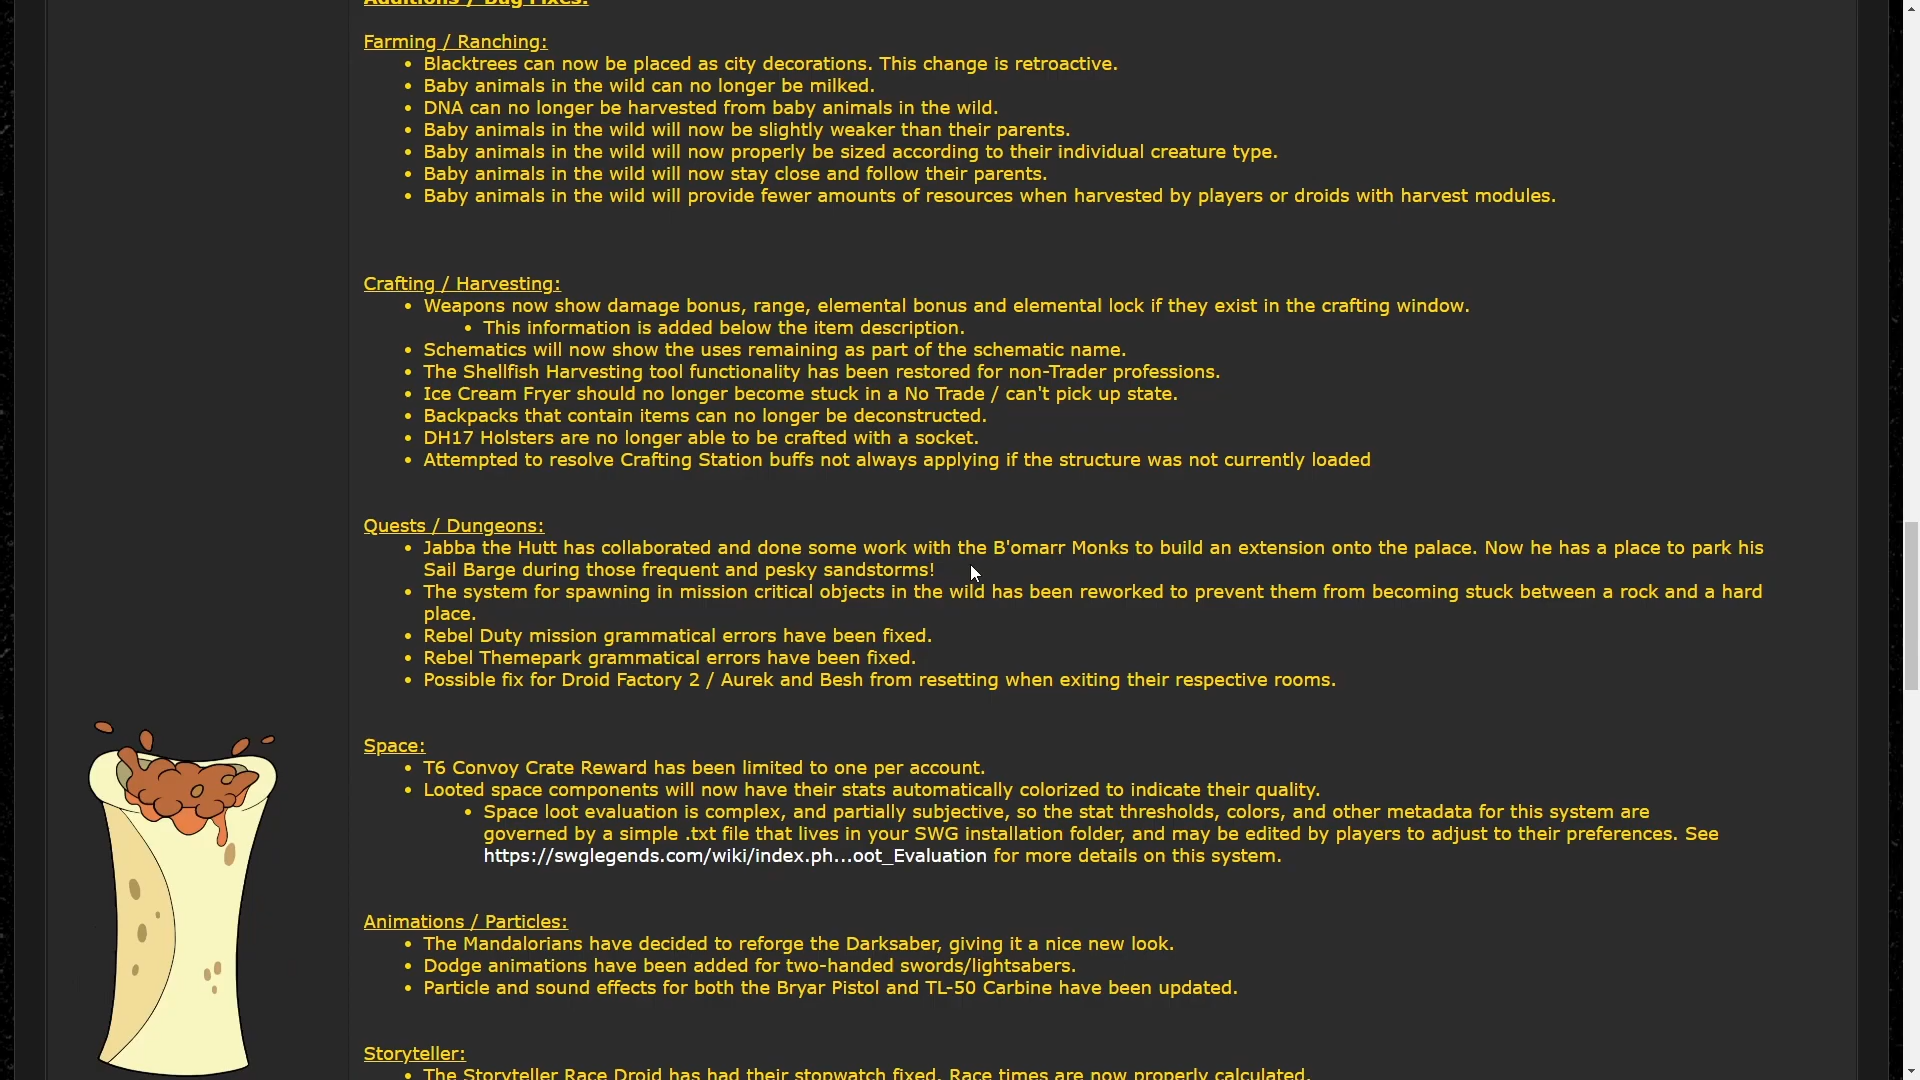 Additions / Bug Fixes:
Farming / Ranching:
• Blacktrees can now be placed as city decorations. This change is retroactive.
• Baby animals in the wild can no longer be milked.
• DNA can no longer be harvested from baby animals in the wild.
• Baby animals in the wild will now be slightly weaker than their parents.
• Baby animals in the wild will now properly be sized according to their individual creature type.
• Baby animals in the wild will now stay close and follow their parents.
• Baby animals in the wild will provide fewer amounts of resources when harvested by players or droids with harvest modules.
Crafting / Harvesting:
• Weapons now show damage bonus, range, elemental bonus and elemental lock if they exist in the crafting window.
• This information is added below the item description.
• Schematics will now show the uses remaining as part of the schematic name.
• The Shellfish Harvesting tool functionality has been restored for non-Trader professions.
• Ice Cream Fryer should no longer become stuck in a No Trade / can't pick up state.
• Backpacks that contain items can no longer be deconstructed.
• DH17 Holsters are no longer able to be crafted with a socket.
• Attempted to resolve Crafting Station buffs not always applying if the structure was not currently loaded
Quests / Dungeons:
• Jabba the Hutt has collaborated and done some work with the B'omarr Monks to build an extension onto the palace. Now he has a place to park his
Sail Barge during those frequent and pesky sandstorms!
• The system for spawning in mission critical objects in the wild has been reworked to prevent them from becoming stuck between a rock and a hard
place.
• Rebel Duty mission grammatical errors have been fixed.
• Rebel Themepark grammatical errors have been fixed.
• Possible fix for Droid Factory 2 / Aurek and Besh from resetting when exiting their respective rooms.
Space:
• T6 Convoy Crate Reward has been limited to one per account.
• Looted space components will now have their stats automatically colorized to indicate their quality.
• Space loot evaluation is complex, and partially subjective, so the stat thresholds, colors, and other metadata for this system are
governed by a simple .txt file that lives in your SWG installation folder, and may be edited by players to adjust to their preferences. See
https://swglegends.com/wiki/index.ph...oot_Evaluation for more details on this system.
Animations / Particles:
• The Mandalorians have decided to reforge the Darksaber, giving it a nice new look.
• Dodge animations have been added for two-handed swords/lightsabers.
• Particle and sound effects for both the Bryar Pistol and TL-50 Carbine have been updated.
Storyteller:
• The Storyteller Race Droid has had their stopwatch fixed. Race times are now properly calculated.